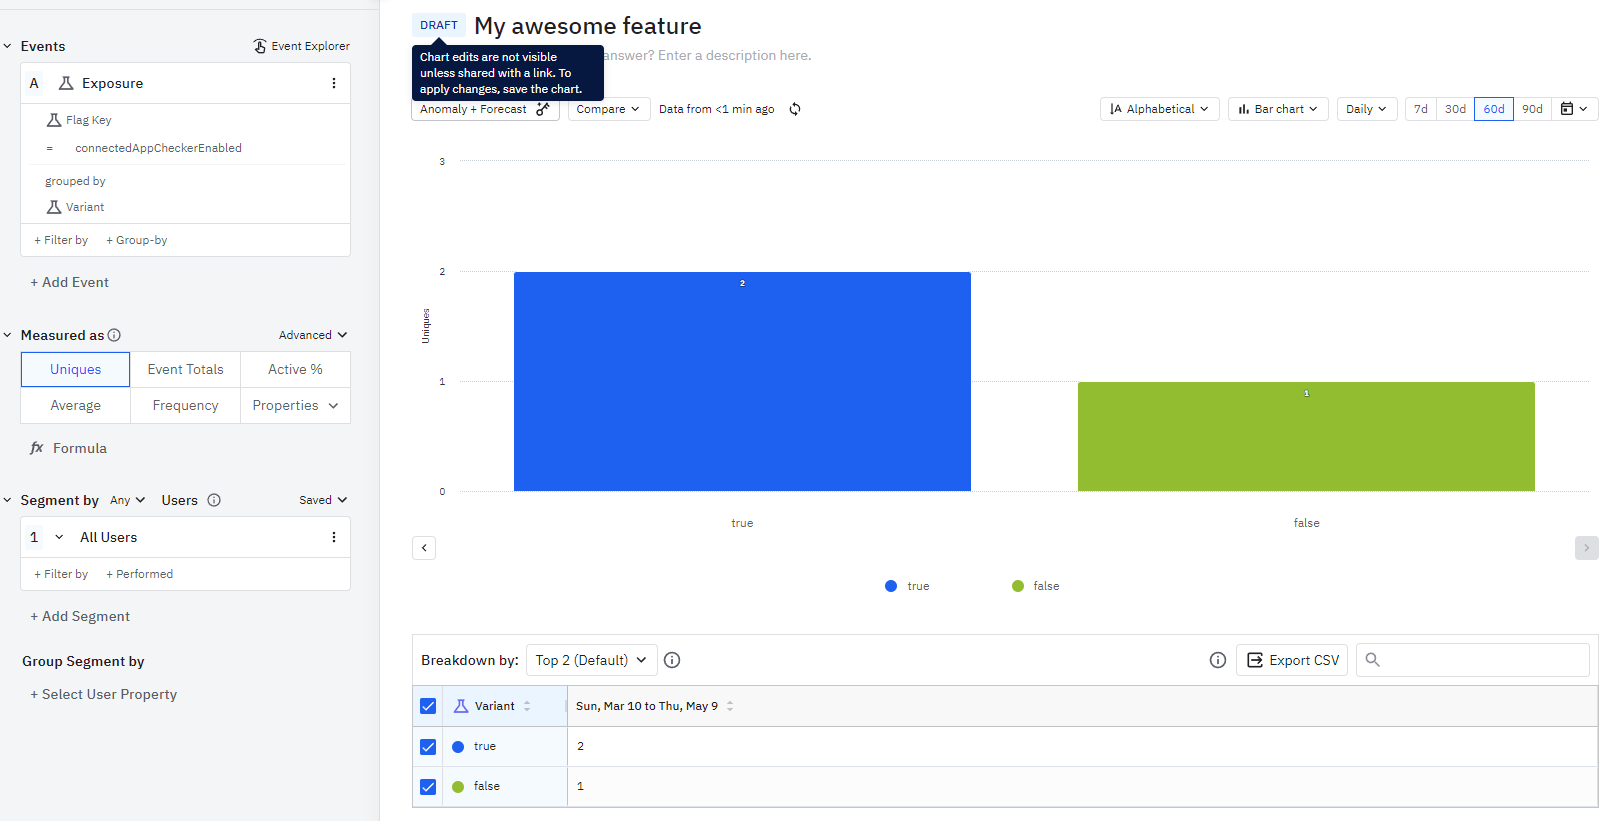 Events
Event Explorer
A Exposure
Flag Key
= connectedAppCheckerEnabled
grouped by
Variant
+ Filter by + Group-by
+ Add Event
Measured as Advanced
Uniques Event Totals Active %
Average Frequency Properties
fx Formula
Segment by Any Users Saved
1 All Users
+ Filter by + Performed
+ Add Segment
Group Segment by
+ Select User Property
DRAFT My awesome feature
Chart edits are not visible
unless shared with a link. To
apply changes, save the chart.
answer? Enter a description here.
Anomaly + Forecast Compare Data from <1 min ago
Alphabetical Bar chart Daily 7d 30d 60d 90d
3
2
1
0
Uniques
2
1
true false
true false
Breakdown by: Top 2 (Default) Export CSV
Variant Sun, Mar 10 to Thu, May 9
true 2
false 1